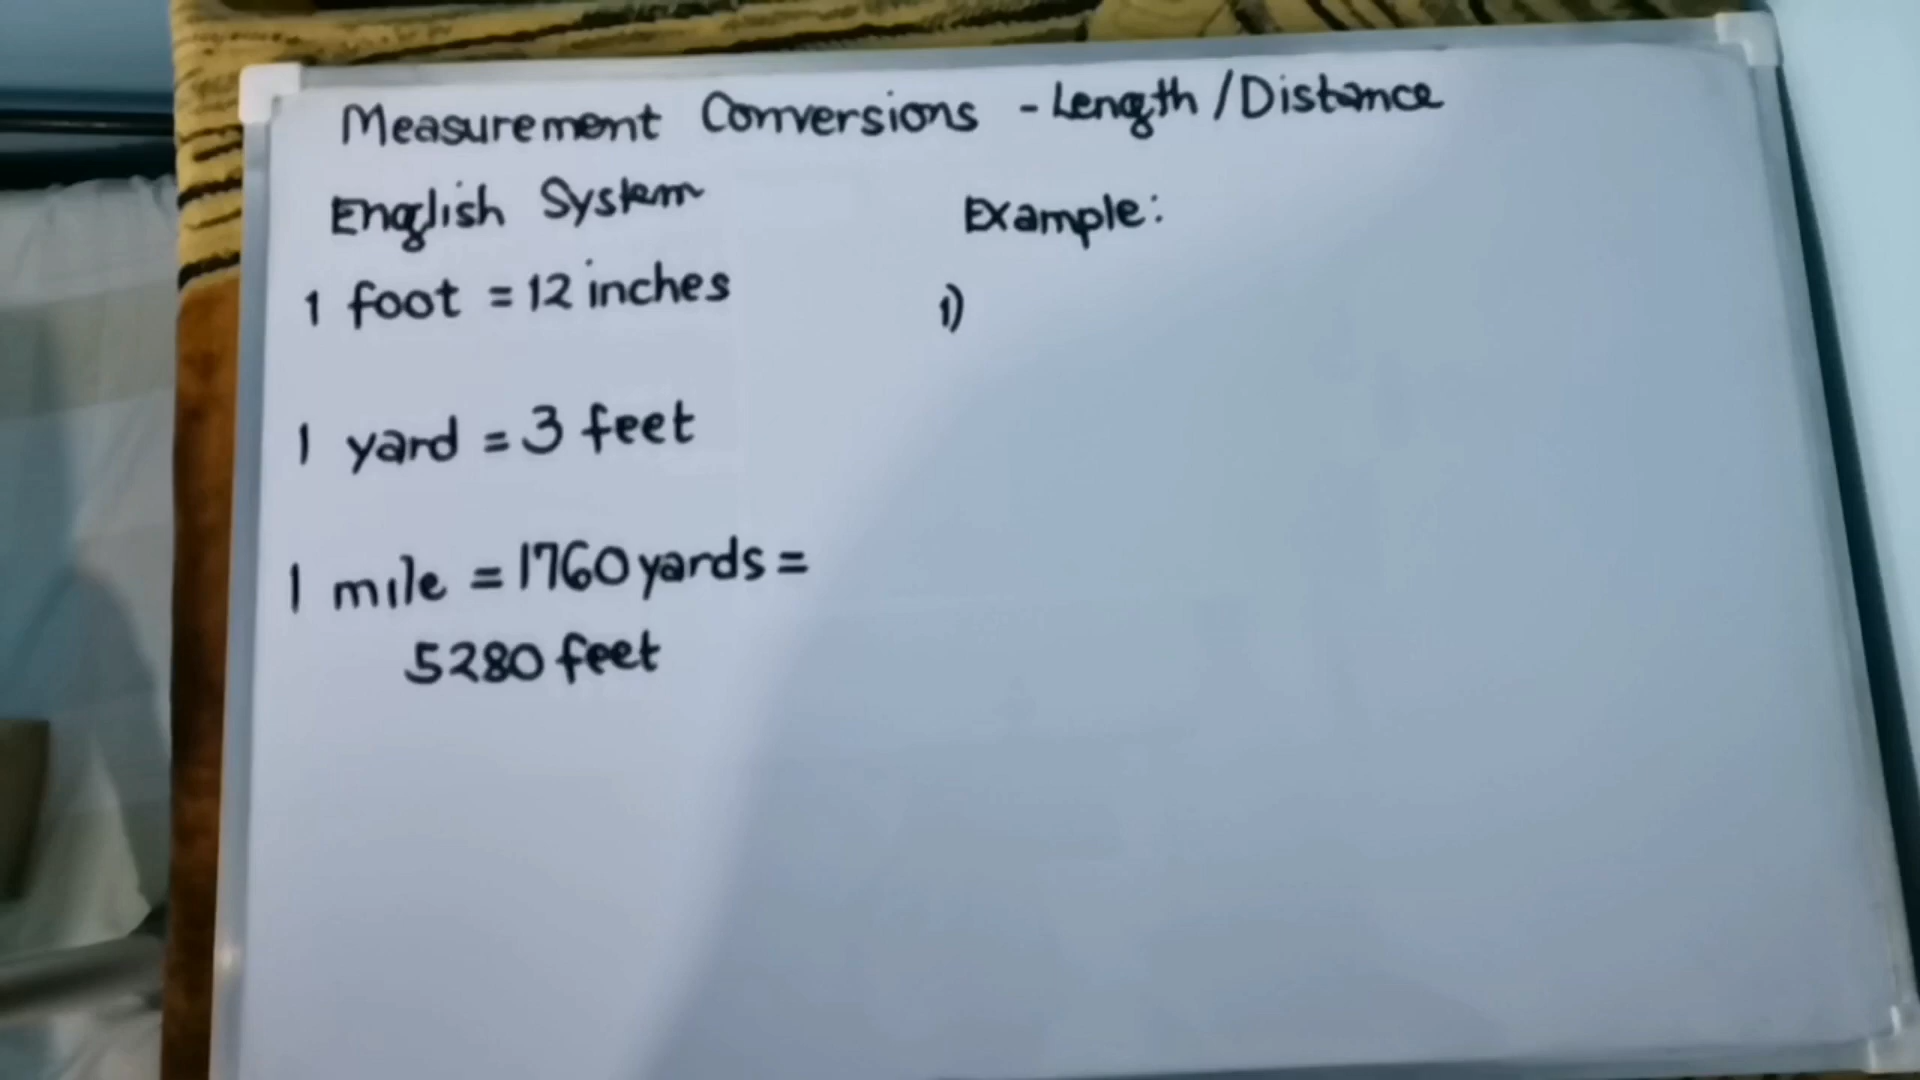 Measurement Conversions - Length / Distance
English System
1 foot = 12 inches
1 yard = 3 feet
1 mile = 1760 yards =
5280 feet
Example:
1)